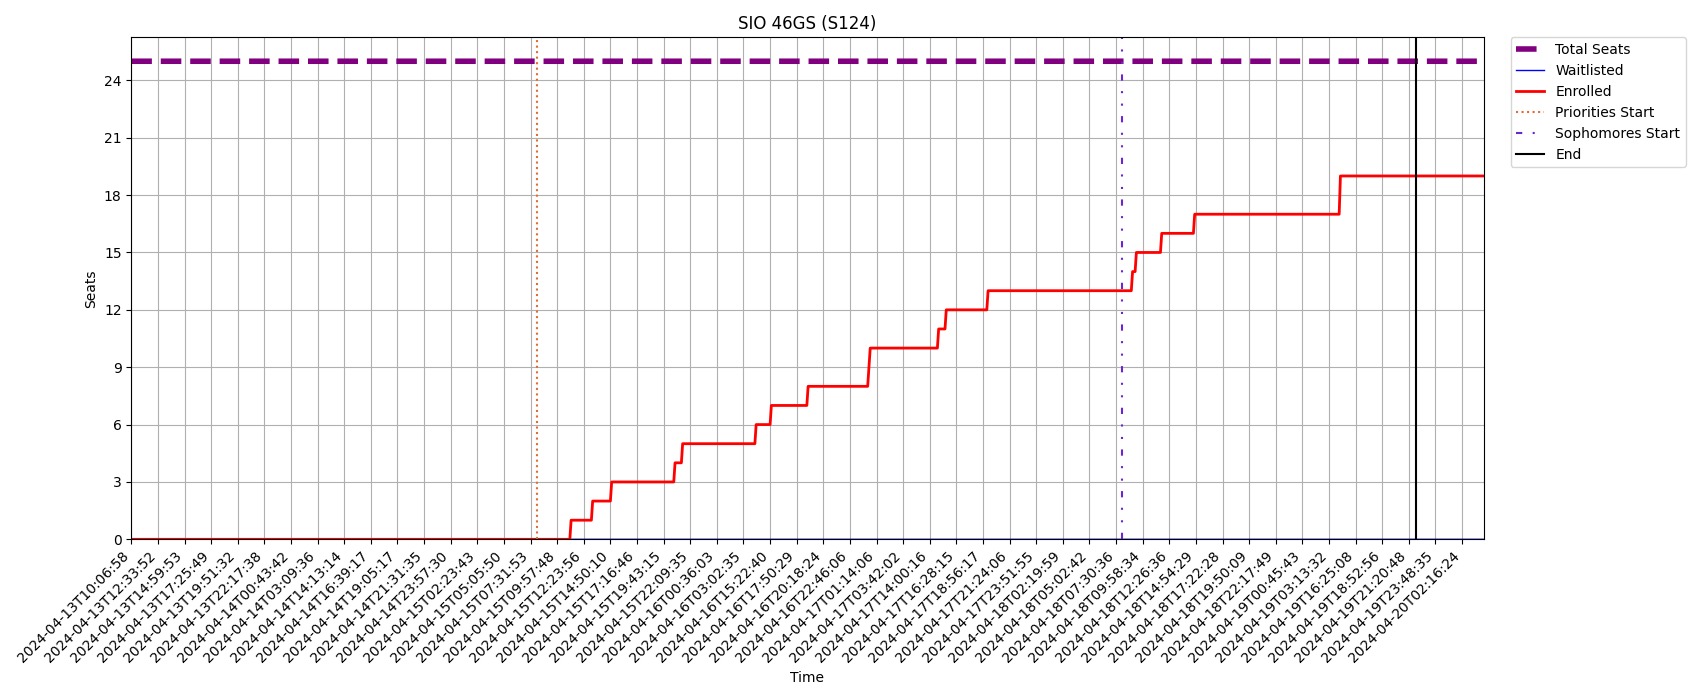 SIO 46GS (S124)
Total Seats
Waitlisted
Enrolled
Priorities Start
Sophomores Start
End
Seats
24
21
18
15
12
9
6
3
0
2024-04-13T10:06:58
2024-04-13T12:33:52
2024-04-13T14:59:53
2024-04-13T17:25:49
2024-04-13T19:51:32
2024-04-13T22:17:38
2024-04-14T00:43:42
2024-04-14T03:09:36
2024-04-14T14:13:14
2024-04-14T16:39:17
2024-04-14T19:05:17
2024-04-14T21:31:35
2024-04-14T23:57:30
2024-04-15T02:23:43
2024-04-15T05:05:50
2024-04-15T07:31:53
2024-04-15T09:57:48
2024-04-15T12:23:56
2024-04-15T14:50:10
2024-04-15T17:16:46
2024-04-15T19:43:15
2024-04-15T22:09:35
2024-04-16T00:36:03
2024-04-16T03:02:35
2024-04-16T15:22:40
2024-04-16T17:50:29
2024-04-16T20:18:24
2024-04-16T22:46:06
2024-04-17T01:14:06
2024-04-17T03:42:02
2024-04-17T14:00:16
2024-04-17T16:28:15
2024-04-17T18:56:17
2024-04-17T21:24:06
2024-04-17T23:51:55
2024-04-18T02:19:59
2024-04-18T05:02:42
2024-04-18T07:30:36
2024-04-18T09:58:34
2024-04-18T12:26:36
2024-04-18T14:54:29
2024-04-18T17:22:28
2024-04-18T19:50:09
2024-04-18T22:17:49
2024-04-19T00:45:43
2024-04-19T03:13:32
2024-04-19T16:25:08
2024-04-19T18:52:56
2024-04-19T21:20:48
2024-04-19T23:48:35
2024-04-20T02:16:24
Time